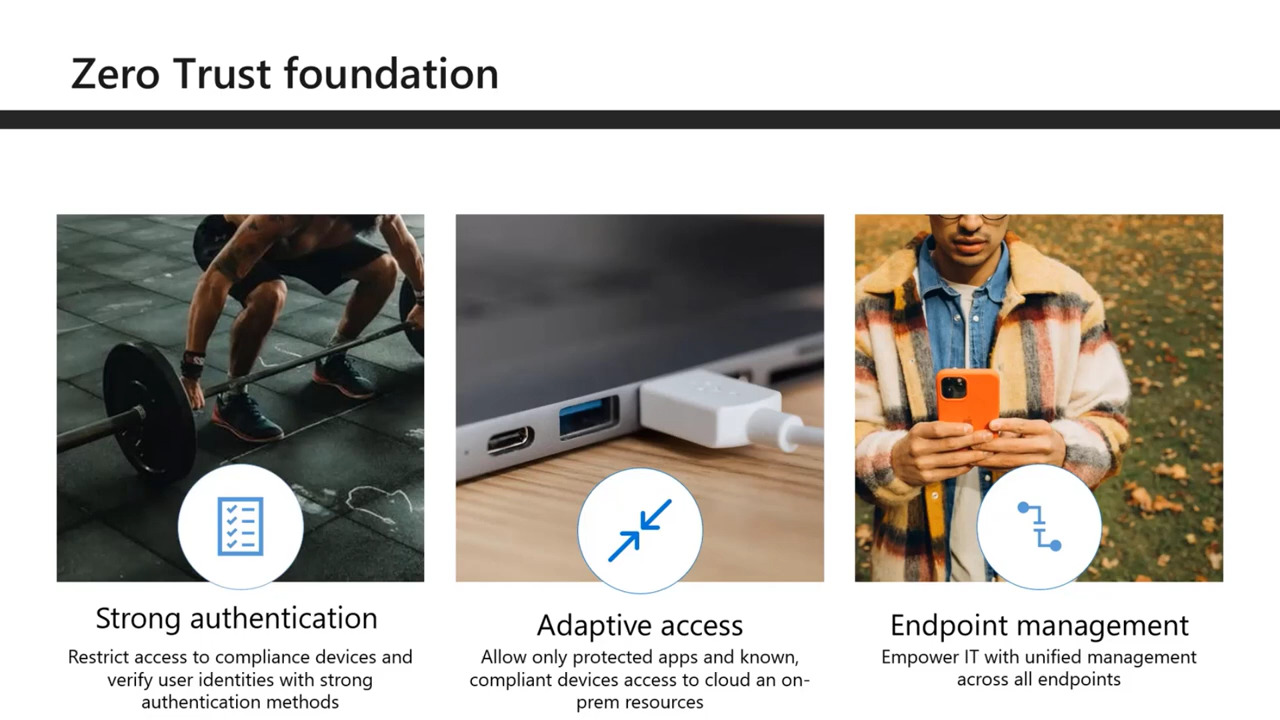 Zero Trust foundation
Strong authentication
Restrict access to compliance devices and
verify user identities with strong
authentication methods
Adaptive access
Allow only protected apps and known,
compliant devices access to cloud an on-
prem resources
Endpoint management
Empower IT with unified management
across all endpoints